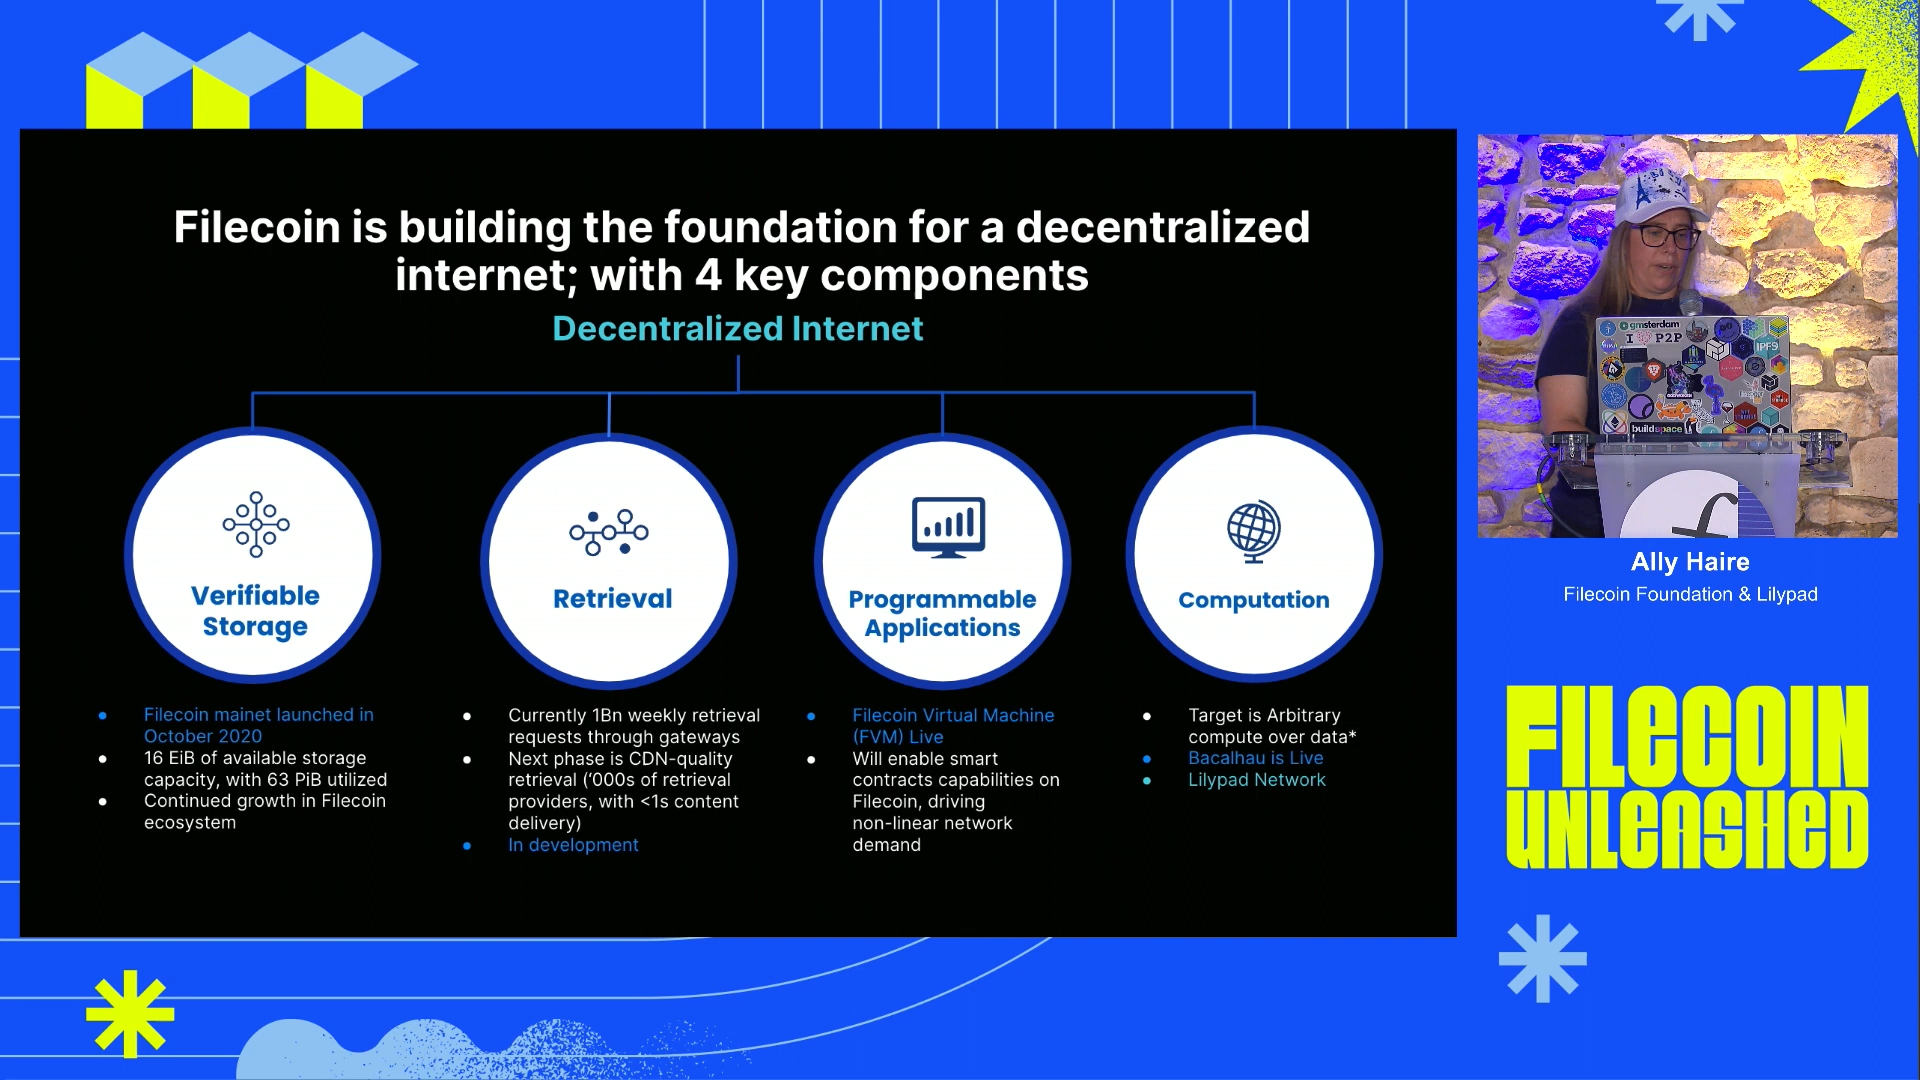 Filecoin is building the foundation for a decentralized
internet; with 4 key components
Decentralized Internet
Verifiable
Storage
Retrieval
Programmable
Applications
Computation
Filecoin mainet launched in
October 2020
16 EiB of available storage
capacity, with 63 PiB utilized
Continued growth in Filecoin
ecosystem
Currently 1Bn weekly retrieval
requests through gateways
Next phase is CDN-quality
retrieval (‘000s of retrieval
providers, with <1s content
delivery)
In development
Filecoin Virtual Machine
(FVM) Live
Will enable smart
contracts capabilities on
Filecoin, driving
non-linear network
demand
Target is Arbitrary
compute over data*
Bacalhau is Live
Lilypad Network
gmsterdam
I P2P
IPFS
buildspace
f
Ally Haire
Filecoin Foundation & Lilypad
FILECOIN
UNLEASHED